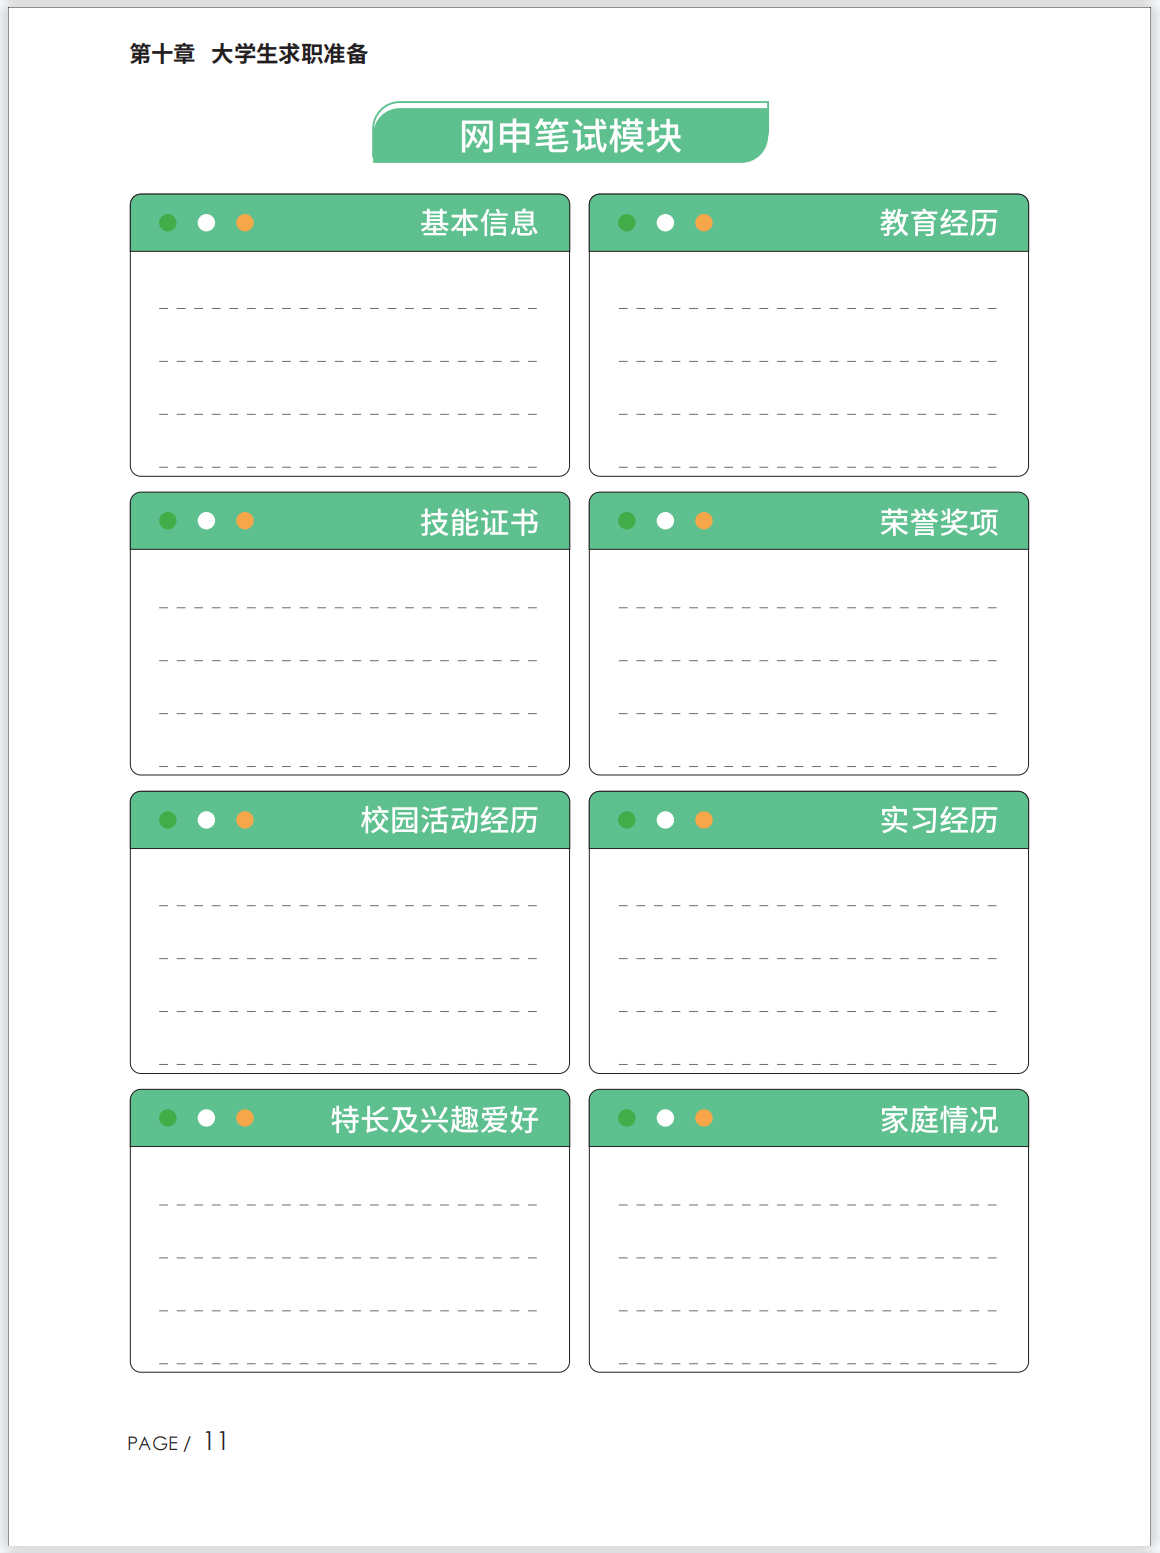 第十章 大学生求职准备
网申笔试模块
基本信息
教育经历
技能证书
荣誉奖项
校园活动经历
实习经历
特长及兴趣爱好
家庭情况
PAGE / 11